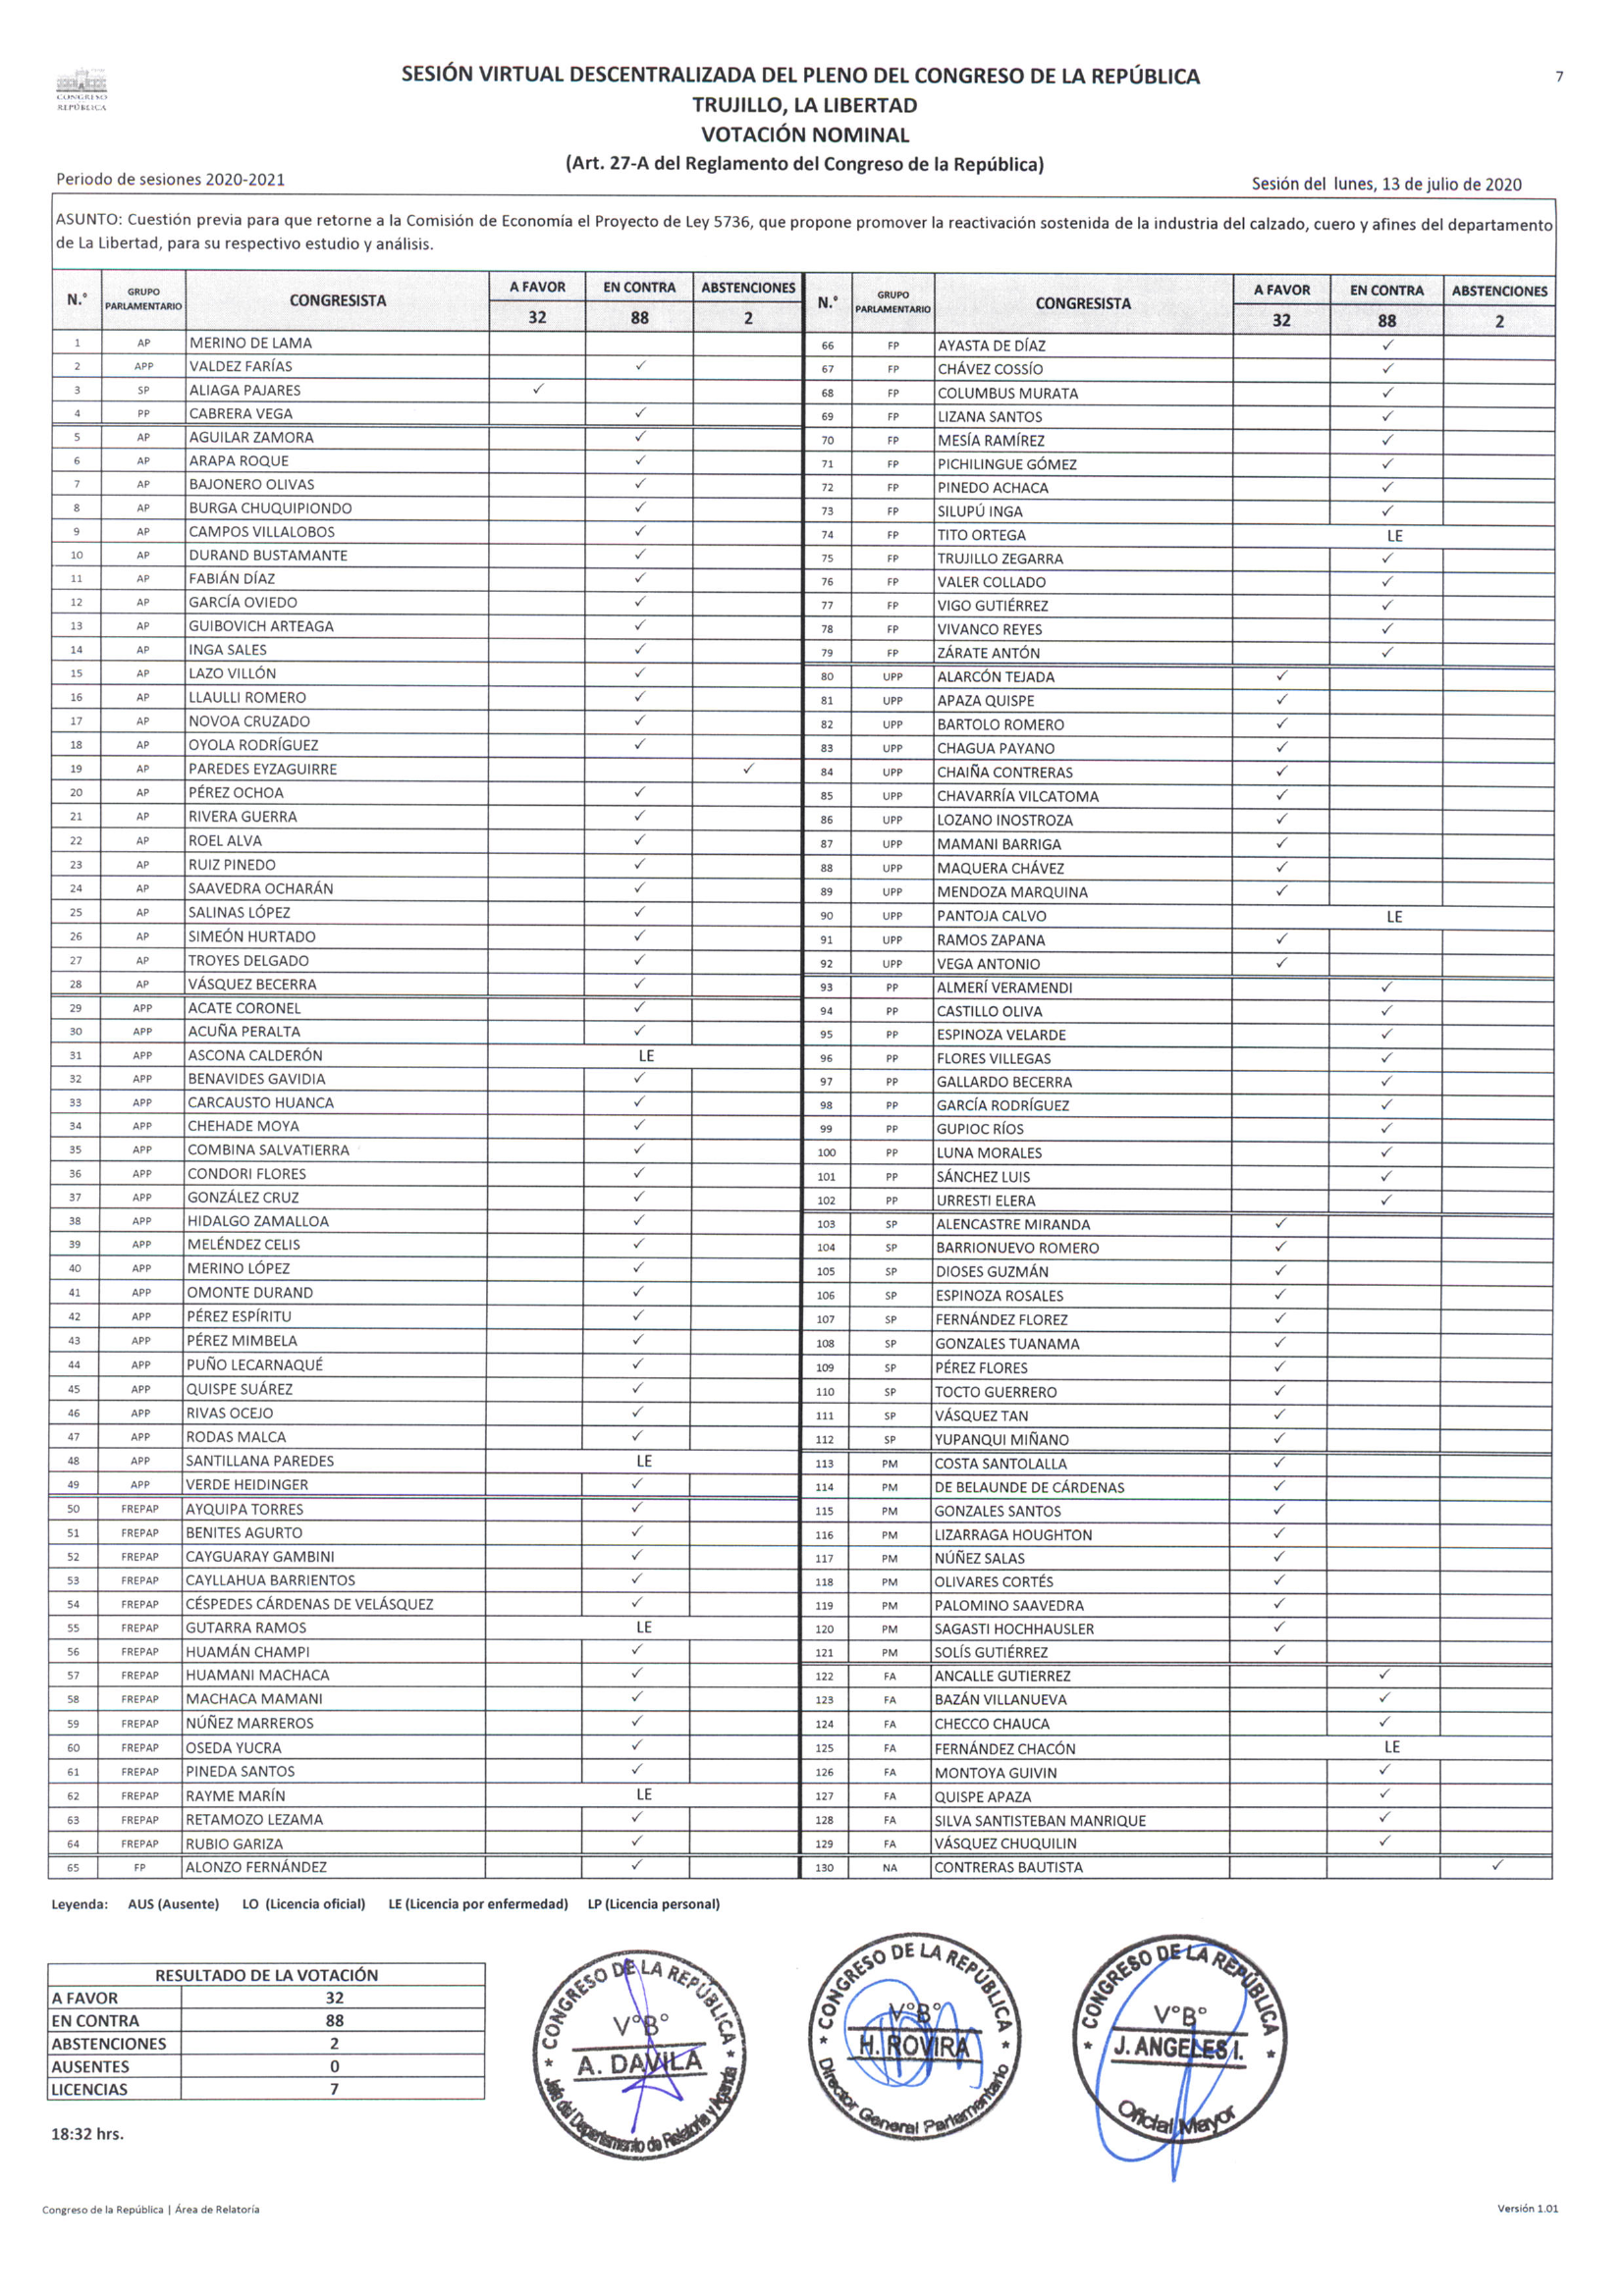 CONGRESO
REPÚBLICA
SESIÓN VIRTUAL DESCENTRALIZADA DEL PLENO DEL CONGRESO DE LA REPÚBLICA
7
TRUJILLO, LA LIBERTAD
VOTACIÓN NOMINAL
(Art. 27-A del Reglamento del Congreso de la República)
Periodo de sesiones 2020-2021
Sesión del lunes, 13 de julio de 2020
ASUNTO: Cuestión previa para que retorne a la Comisión de Economía el Proyecto de Ley 5736, que propone promover la reactivación sostenida de la industria del calzado, cuero y afines del departamento
de La Libertad, para su respectivo estudio y análisis.
N.° GRUPO PARLAMENTARIO CONGRESISTA A FAVOR 32 EN CONTRA 88 ABSTENCIONES 2
1 AP MERINO DE LAMA
2 APP VALDEZ FARÍAS ✓
3 SP ALIAGA PAJARES ✓
4 PP CABRERA VEGA ✓
5 AP AGUILAR ZAMORA ✓
6 AP ARAPA ROQUE ✓
7 AP BAJONERO OLIVAS ✓
8 AP BURGA CHUQUIPIONDO ✓
9 AP CAMPOS VILLALOBOS ✓
10 AP DURAND BUSTAMANTE ✓
11 AP FABIÁN DÍAZ ✓
12 AP GARCÍA OVIEDO ✓
13 AP GUIBOVICH ARTEAGA ✓
14 AP INGA SALES ✓
15 AP LAZO VILLÓN ✓
16 AP LLAULLI ROMERO ✓
17 AP NOVOA CRUZADO ✓
18 AP OYOLA RODRÍGUEZ ✓
19 AP PAREDES EYZAGUIRRE ✓
20 AP PÉREZ OCHOA ✓
21 AP RIVERA GUERRA ✓
22 AP ROEL ALVA ✓
23 AP RUIZ PINEDO ✓
24 AP SAAVEDRA OCHARÁN ✓
25 AP SALINAS LÓPEZ ✓
26 AP SIMEÓN HURTADO ✓
27 AP TROYES DELGADO ✓
28 AP VÁSQUEZ BECERRA ✓
29 APP ACATE CORONEL ✓
30 APP ACUÑA PERALTA ✓
31 APP ASCONA CALDERÓN LE
32 APP BENAVIDES GAVIDIA ✓
33 APP CARCAUSTO HUANCA ✓
34 APP CHEHADE MOYA ✓
35 APP COMBINA SALVATIERRA ✓
36 APP CONDORI FLORES ✓
37 APP GONZÁLEZ CRUZ ✓
38 APP HIDALGO ZAMALLOA ✓
39 APP MELÉNDEZ CELIS ✓
40 APP MERINO LÓPEZ ✓
41 APP OMONTE DURAND ✓
42 APP PÉREZ ESPÍRITU ✓
43 APP PÉREZ MIMBELA ✓
44 APP PUÑO LECARNAQUÉ ✓
45 APP QUISPE SUÁREZ ✓
46 APP RIVAS OCEJO ✓
47 APP RODAS MALCA ✓
48 APP SANTILLANA PAREDES LE
49 APP VERDE HEIDINGER ✓
50 FREPAP AYQUIPA TORRES ✓
51 FREPAP BENITES AGURTO ✓
52 FREPAP CAYGUARAY GAMBINI ✓
53 FREPAP CAYLLAHUA BARRIENTOS ✓
54 FREPAP CÉSPEDES CÁRDENAS DE VELÁSQUEZ ✓
55 FREPAP GUTARRA RAMOS LE
56 FREPAP HUAMÁN CHAMPI ✓
57 FREPAP HUAMANI MACHACA ✓
58 FREPAP MACHACA MAMANI ✓
59 FREPAP NÚÑEZ MARREROS ✓
60 FREPAP OSEDA YUCRA ✓
61 FREPAP PINEDA SANTOS ✓
62 FREPAP RAYME MARÍN LE
63 FREPAP RETAMOZO LEZAMA ✓
64 FREPAP RUBIO GARIZA ✓
65 FP ALONZO FERNÁNDEZ ✓
N.° GRUPO PARLAMENTARIO CONGRESISTA A FAVOR 32 EN CONTRA 88 ABSTENCIONES 2
66 FP AYASTA DE DÍAZ ✓
67 FP CHÁVEZ COSSÍO ✓
68 FP COLUMBUS MURATA ✓
69 FP LIZANA SANTOS ✓
70 FP MESÍA RAMÍREZ ✓
71 FP PICHILINGUE GÓMEZ ✓
72 FP PINEDO ACHACA ✓
73 FP SILUPÚ INGA ✓
74 FP TITO ORTEGA LE
75 FP TRUJILLO ZEGARRA ✓
76 FP VALER COLLADO ✓
77 FP VIGO GUTIÉRREZ ✓
78 FP VIVANCO REYES ✓
79 FP ZÁRATE ANTÓN ✓
80 UPP ALARCÓN TEJADA ✓
81 UPP APAZA QUISPE ✓
82 UPP BARTOLO ROMERO ✓
83 UPP CHAGUA PAYANO ✓
84 UPP CHAIÑA CONTRERAS ✓
85 UPP CHAVARRÍA VILCATOMA ✓
86 UPP LOZANO INOSTROZA ✓
87 UPP MAMANI BARRIGA ✓
88 UPP MAQUERA CHÁVEZ ✓
89 UPP MENDOZA MARQUINA ✓
90 UPP PANTOJA CALVO LE
91 UPP RAMOS ZAPANA ✓
92 UPP VEGA ANTONIO ✓
93 PP ALMERÍ VERAMENDI ✓
94 PP CASTILLO OLIVA ✓
95 PP ESPINOZA VELARDE ✓
96 PP FLORES VILLEGAS ✓
97 PP GALLARDO BECERRA ✓
98 PP GARCÍA RODRÍGUEZ ✓
99 PP GUPIOC RÍOS ✓
100 PP LUNA MORALES ✓
101 PP SÁNCHEZ LUIS ✓
102 PP URRESTI ELERA ✓
103 SP ALENCASTRE MIRANDA ✓
104 SP BARRIONUEVO ROMERO ✓
105 SP DIOSES GUZMÁN ✓
106 SP ESPINOZA ROSALES ✓
107 SP FERNÁNDEZ FLOREZ ✓
108 SP GONZALES TUANAMA ✓
109 SP PÉREZ FLORES ✓
110 SP TOCTO GUERRERO ✓
111 SP VÁSQUEZ TAN ✓
112 SP YUPANQUI MIÑANO ✓
113 PM COSTA SANTOLALLA ✓
114 PM DE BELAUNDE DE CÁRDENAS ✓
115 PM GONZALES SANTOS ✓
116 PM LIZARRAGA HOUGHTON ✓
117 PM NÚÑEZ SALAS ✓
118 PM OLIVARES CORTÉS ✓
119 PM PALOMINO SAAVEDRA ✓
120 PM SAGASTI HOCHHAUSLER ✓
121 PM SOLÍS GUTIÉRREZ ✓
122 FA ANCALLE GUTIERREZ ✓
123 FA BAZÁN VILLANUEVA ✓
124 FA CHECCO CHAUCA ✓
125 FA FERNÁNDEZ CHACÓN LE
126 FA MONTOYA GUIVIN ✓
127 FA QUISPE APAZA ✓
128 FA SILVA SANTISTEBAN MANRIQUE ✓
129 FA VÁSQUEZ CHUQUILIN ✓
130 NA CONTRERAS BAUTISTA ✓
Leyenda: AUS (Ausente) LO (Licencia oficial) LE (Licencia por enfermedad) LP (Licencia personal)
RESULTADO DE LA VOTACIÓN
A FAVOR 32
EN CONTRA 88
ABSTENCIONES 2
AUSENTES 0
LICENCIAS 7
18:32 hrs.
* CONGRESO DE LA REPÚBLICA *
V°B°
A. DAVILA
Jefe del Departamento de Relatoría y Agenda
* CONGRESO DE LA REPÚBLICA *
V°B°
H. ROVIRA
Director General Parlamentario
* CONGRESO DE LA REPÚBLICA *
V°B°
J. ANGELES I.
Oficial Mayor
Congreso de la República | Área de Relatoría
Versión 1.01